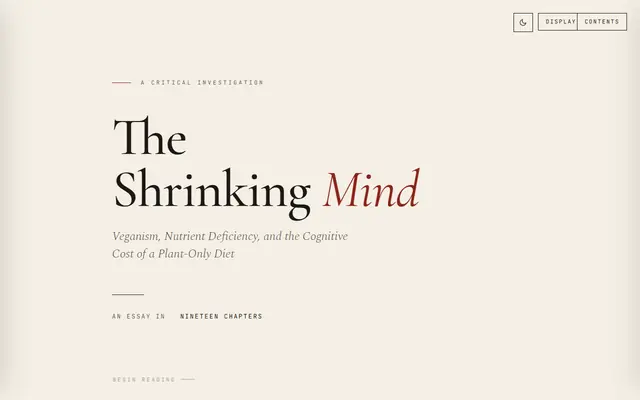 DISPLAY
CONTENTS
A CRITICAL INVESTIGATION
The
Shrinking Mind
Veganism, Nutrient Deficiency, and the Cognitive
Cost of a Plant-Only Diet
AN ESSAY IN NINETEEN CHAPTERS
BEGIN READING